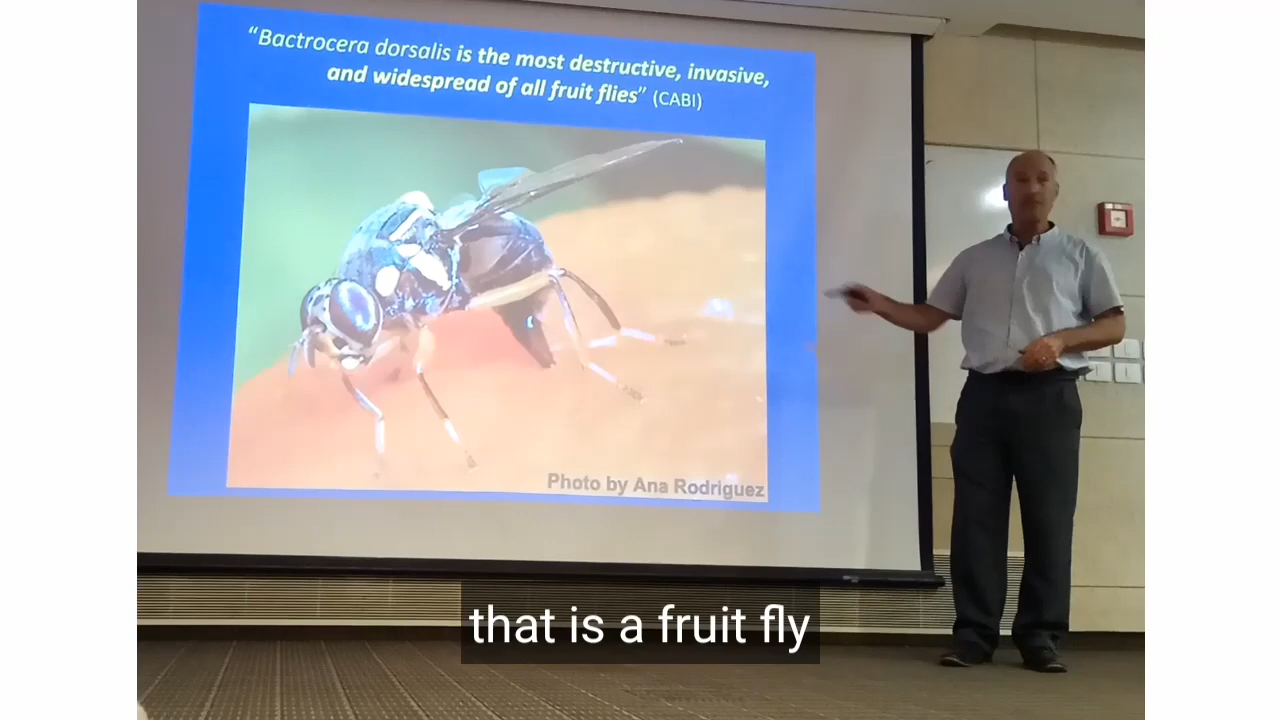 “Bactrocera dorsalis is the most destructive, invasive,
and widespread of all fruit flies” (CABI)
Photo by Ana Rodriguez
that is a fruit fly